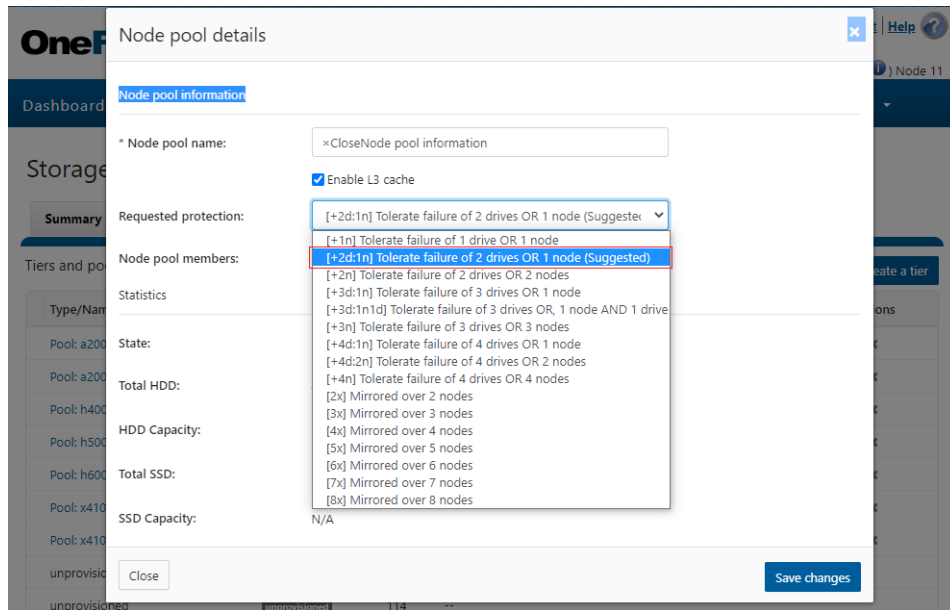 OneF
Node pool details
×
t | Help ?
i ) Node 11
Dashboard
Node pool information
* Node pool name:
×CloseNode pool information
Storage
Enable L3 cache
Summary
Requested protection:
[+2d:1n] Tolerate failure of 2 drives OR 1 node (Suggested
[+1n] Tolerate failure of 1 drive OR 1 node
Node pool members:
[+2d:1n] Tolerate failure of 2 drives OR 1 node (Suggested)
Tiers and po
eate a tier
[+2n] Tolerate failure of 2 drives OR 2 nodes
Statistics
[+3d:1n] Tolerate failure of 3 drives OR 1 node
Type/Nam
ons
[+3d:1n1d] Tolerate failure of 3 drives OR, 1 node AND 1 drive
[+3n] Tolerate failure of 3 drives OR 3 nodes
Pool: a200
State:
[+4d:1n] Tolerate failure of 4 drives OR 1 node
[+4d:2n] Tolerate failure of 4 drives OR 2 nodes
Pool: a200
Total HDD:
[+4n] Tolerate failure of 4 drives OR 4 nodes
[2x] Mirrored over 2 nodes
Pool: h400
[3x] Mirrored over 3 nodes
HDD Capacity:
[4x] Mirrored over 4 nodes
Pool: h500
[5x] Mirrored over 5 nodes
[6x] Mirrored over 6 nodes
Pool: h600
Total SSD:
[7x] Mirrored over 7 nodes
[8x] Mirrored over 8 nodes
Pool: x410
SSD Capacity:
N/A
Pool: x410
unprovisio
Close
Save changes
unprovisioned
unprovisioned
114
--